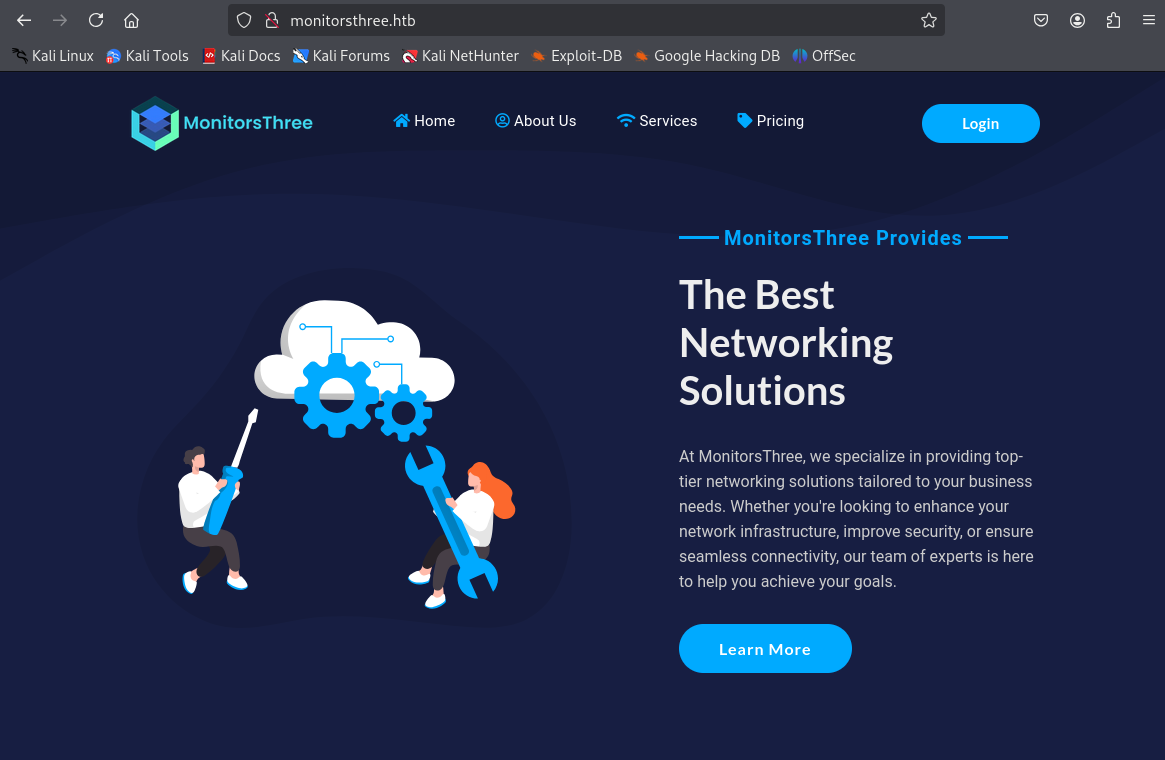 monitorsthree.htb
Kali Linux Kali Tools Kali Docs Kali Forums Kali NetHunter Exploit-DB Google Hacking DB OffSec
MonitorsThree Home About Us Services Pricing Login
MonitorsThree Provides
The Best
Networking
Solutions
At MonitorsThree, we specialize in providing top-
tier networking solutions tailored to your business
needs. Whether you're looking to enhance your
network infrastructure, improve security, or ensure
seamless connectivity, our team of experts is here
to help you achieve your goals.
Learn More